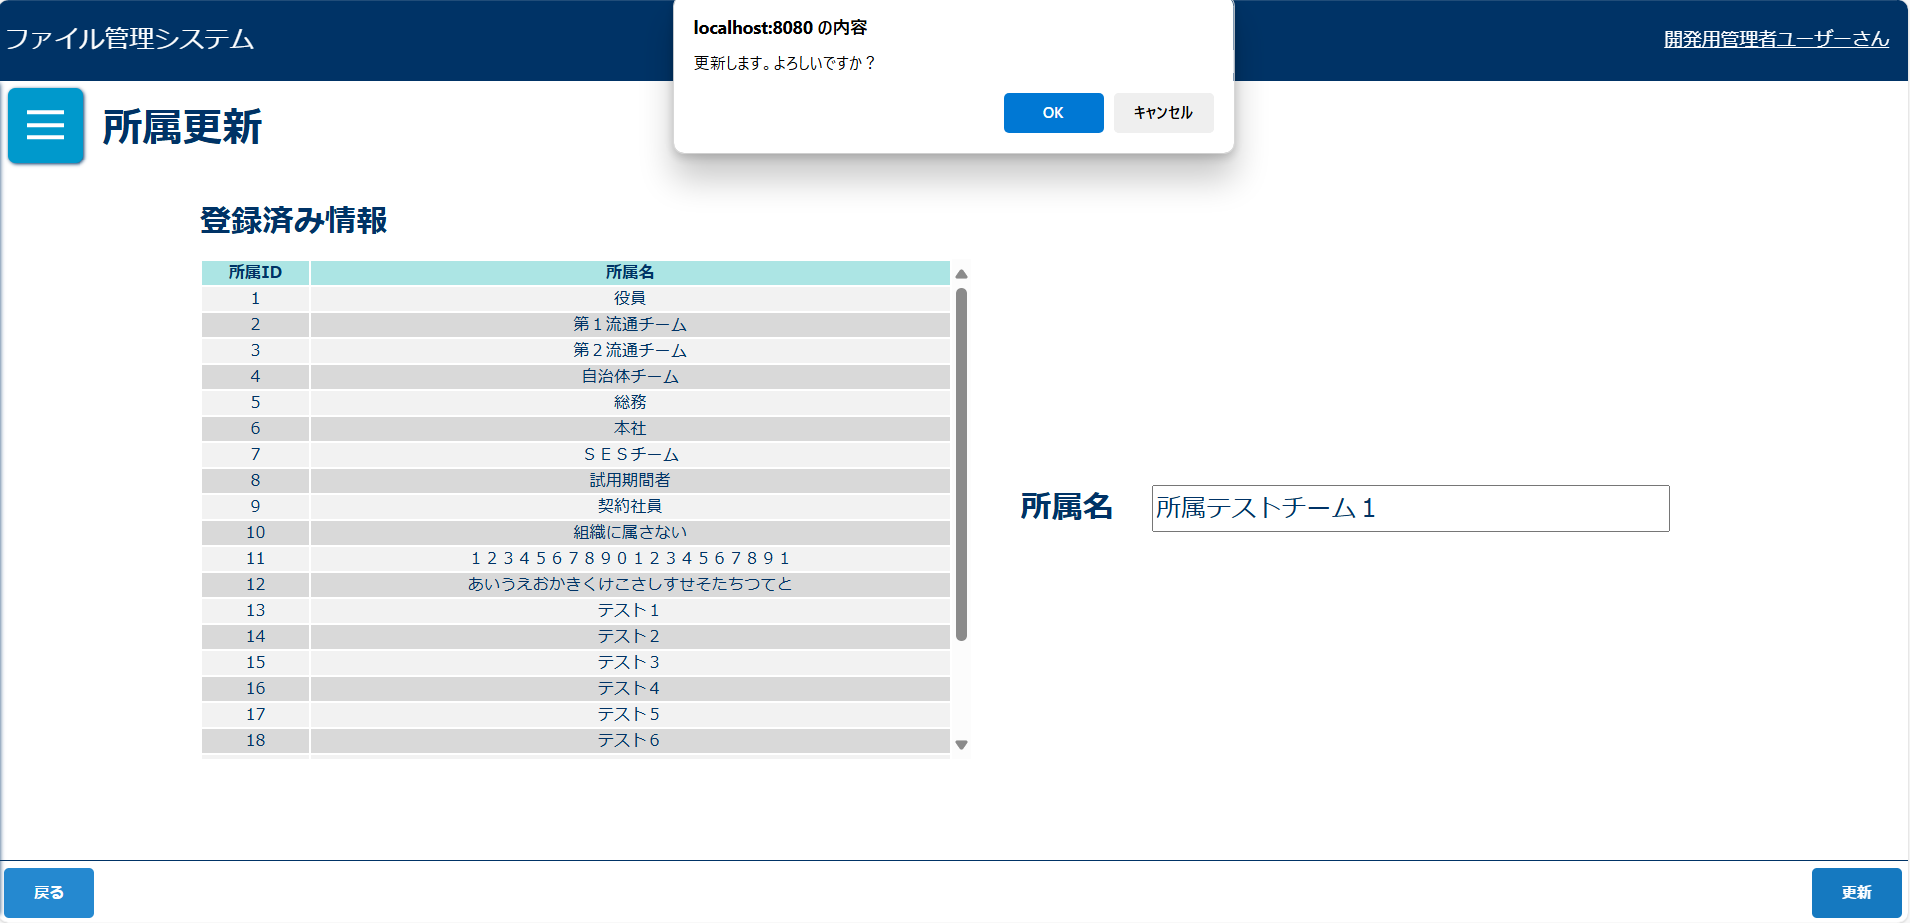 ファイル管理システム
localhost:8080 の内容
更新します。よろしいですか？
OK
キャンセル
開発用管理者ユーザーさん
所属更新
登録済み情報
所属ID 所属名
1 役員
2 第１流通チーム
3 第２流通チーム
4 自治体チーム
5 総務
6 本社
7 ＳＥＳチーム
8 試用期間者
9 契約社員
10 組織に属さない
11 １２３４５６７８９０１２３４５６７８９１
12 あいうえおかきくけこさしすせそたちつてと
13 テスト１
14 テスト２
15 テスト３
16 テスト４
17 テスト５
18 テスト６
所属名 所属テストチーム１
戻る
更新